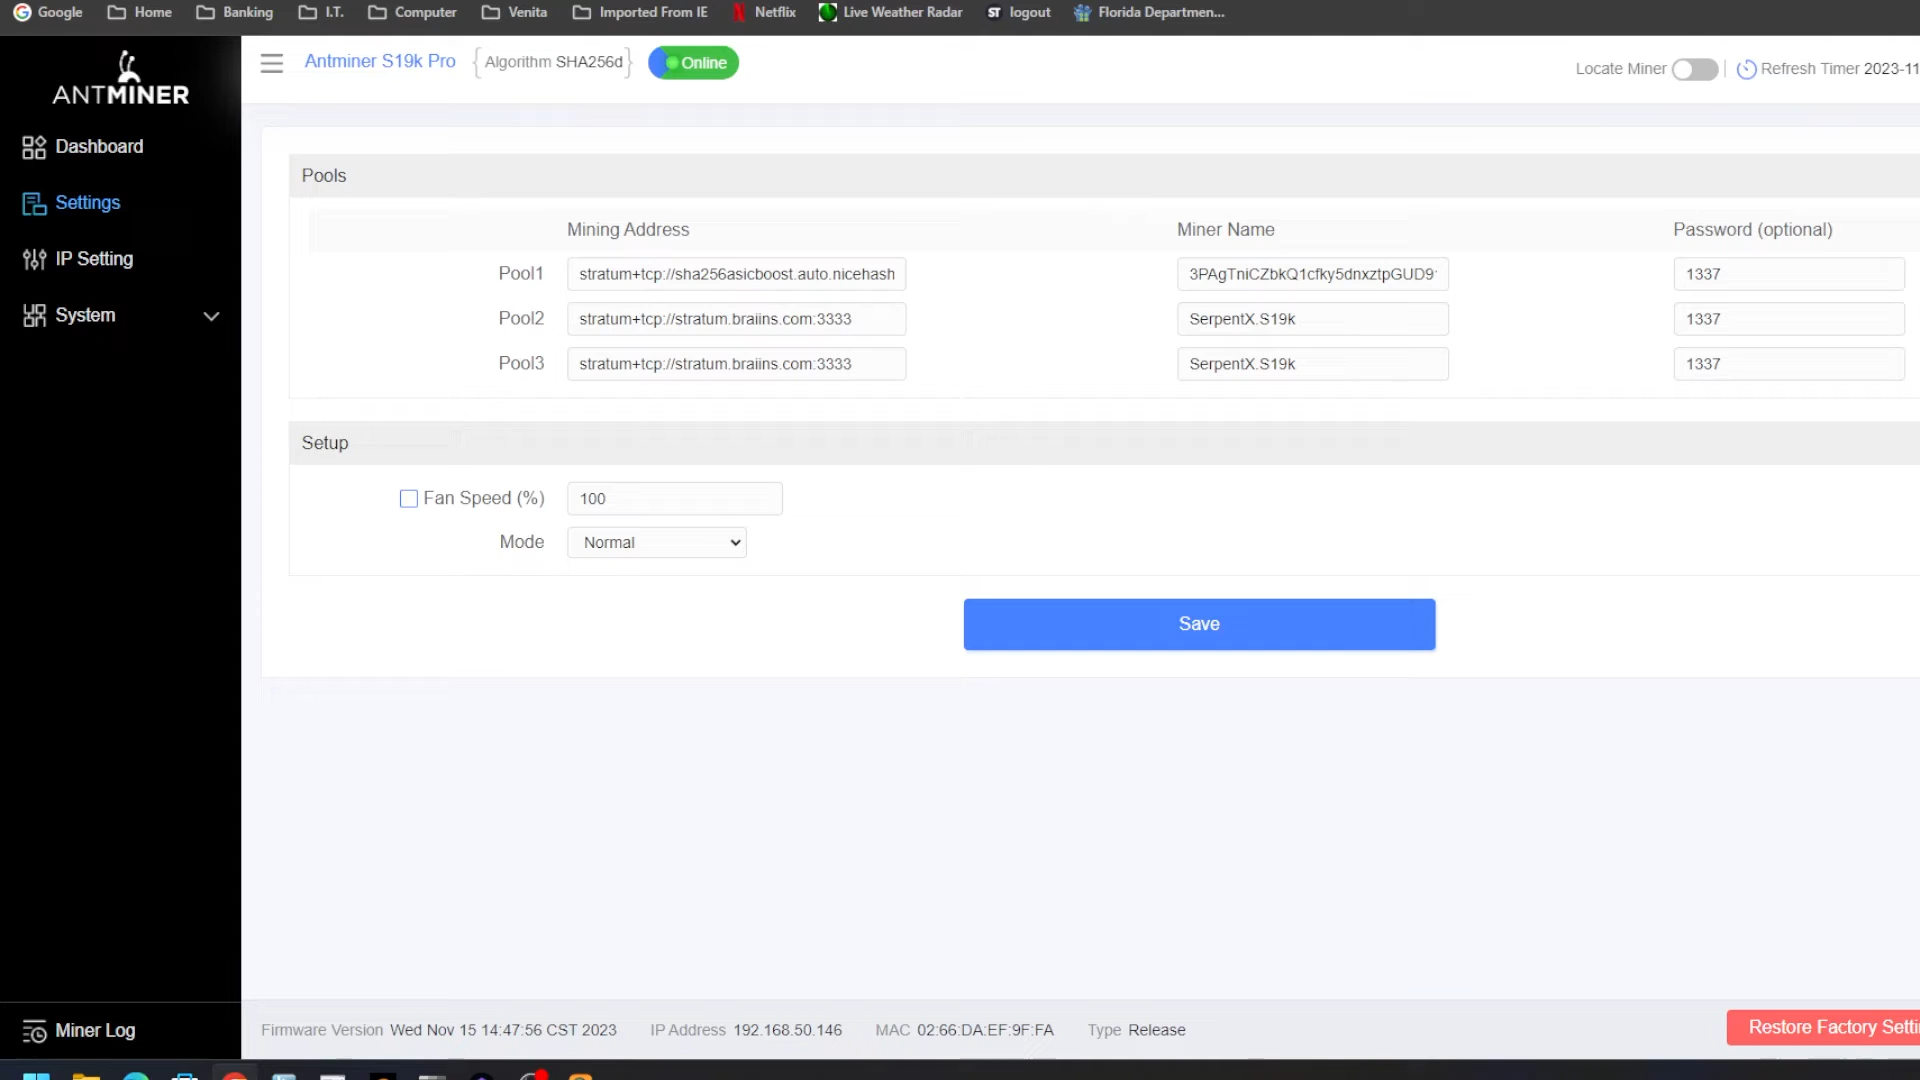 Google Home Banking I.T. Computer Venita Imported From IE Netflix Live Weather Radar ST logout Florida Departmen...
ANTMINER
Antminer S19k Pro {Algorithm SHA256d} Online
Locate Miner Refresh Timer 2023-11
Dashboard
Settings
IP Setting
System
Pools
Mining Address Miner Name Password (optional)
Pool1 stratum+tcp://sha256asicboost.auto.nicehash 3PAgTniCZbkQ1cfky5dnxztpGUD9 1337
Pool2 stratum+tcp://stratum.braiins.com:3333 SerpentX.S19k 1337
Pool3 stratum+tcp://stratum.braiins.com:3333 SerpentX.S19k 1337
Setup
Fan Speed (%) 100
Mode Normal
Save
Miner Log
Firmware Version Wed Nov 15 14:47:56 CST 2023 IP Address 192.168.50.146 MAC 02:66:DA:EF:9F:FA Type Release
Restore Factory Setti